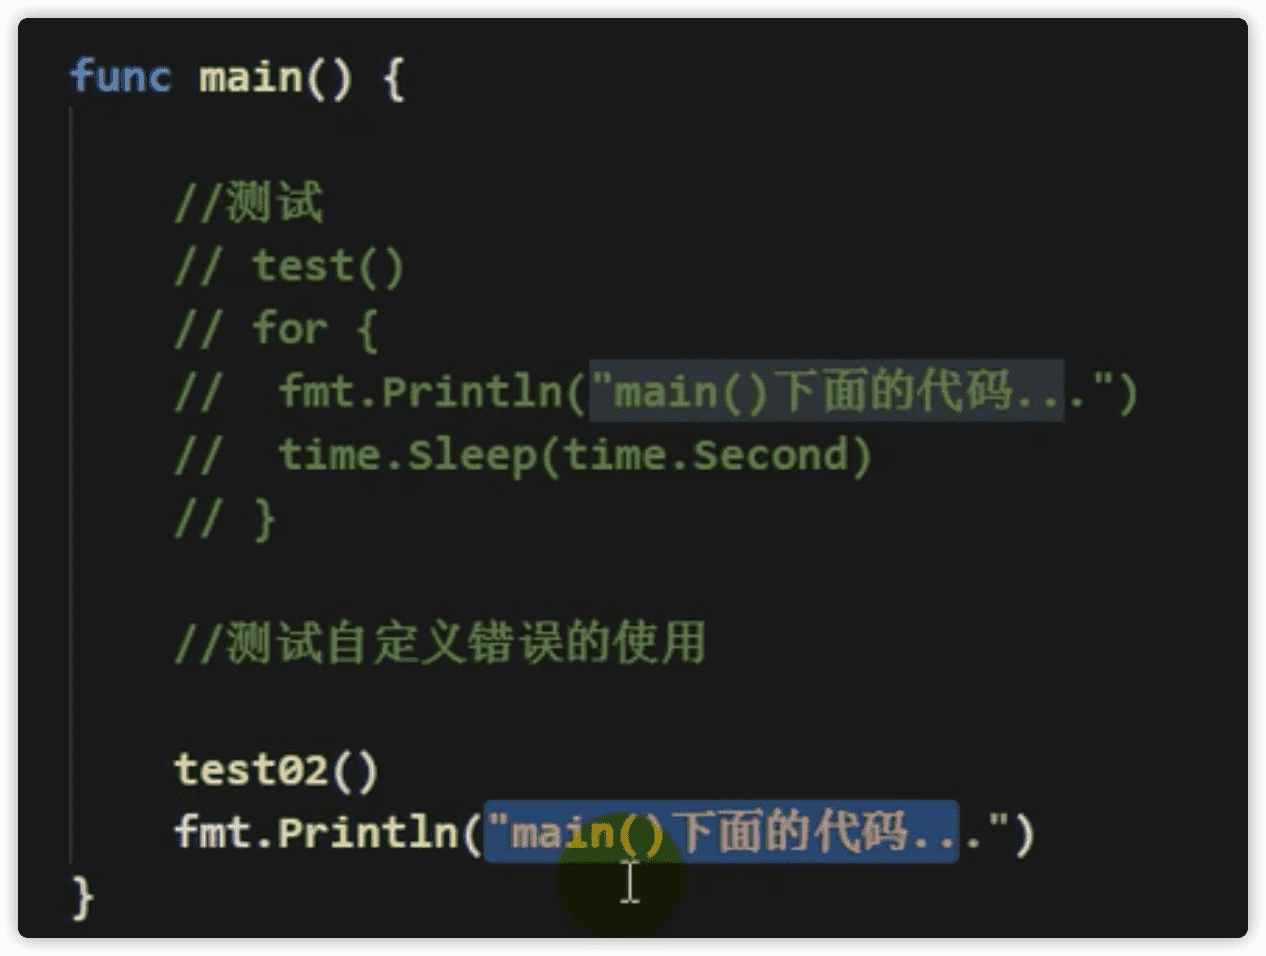 func main() {
//测试
// test()
// for {
//  fmt.Println("main()下面的代码...")
//  time.Sleep(time.Second)
// }
//测试自定义错误的使用
test02()
fmt.Println("main()下面的代码...")
}